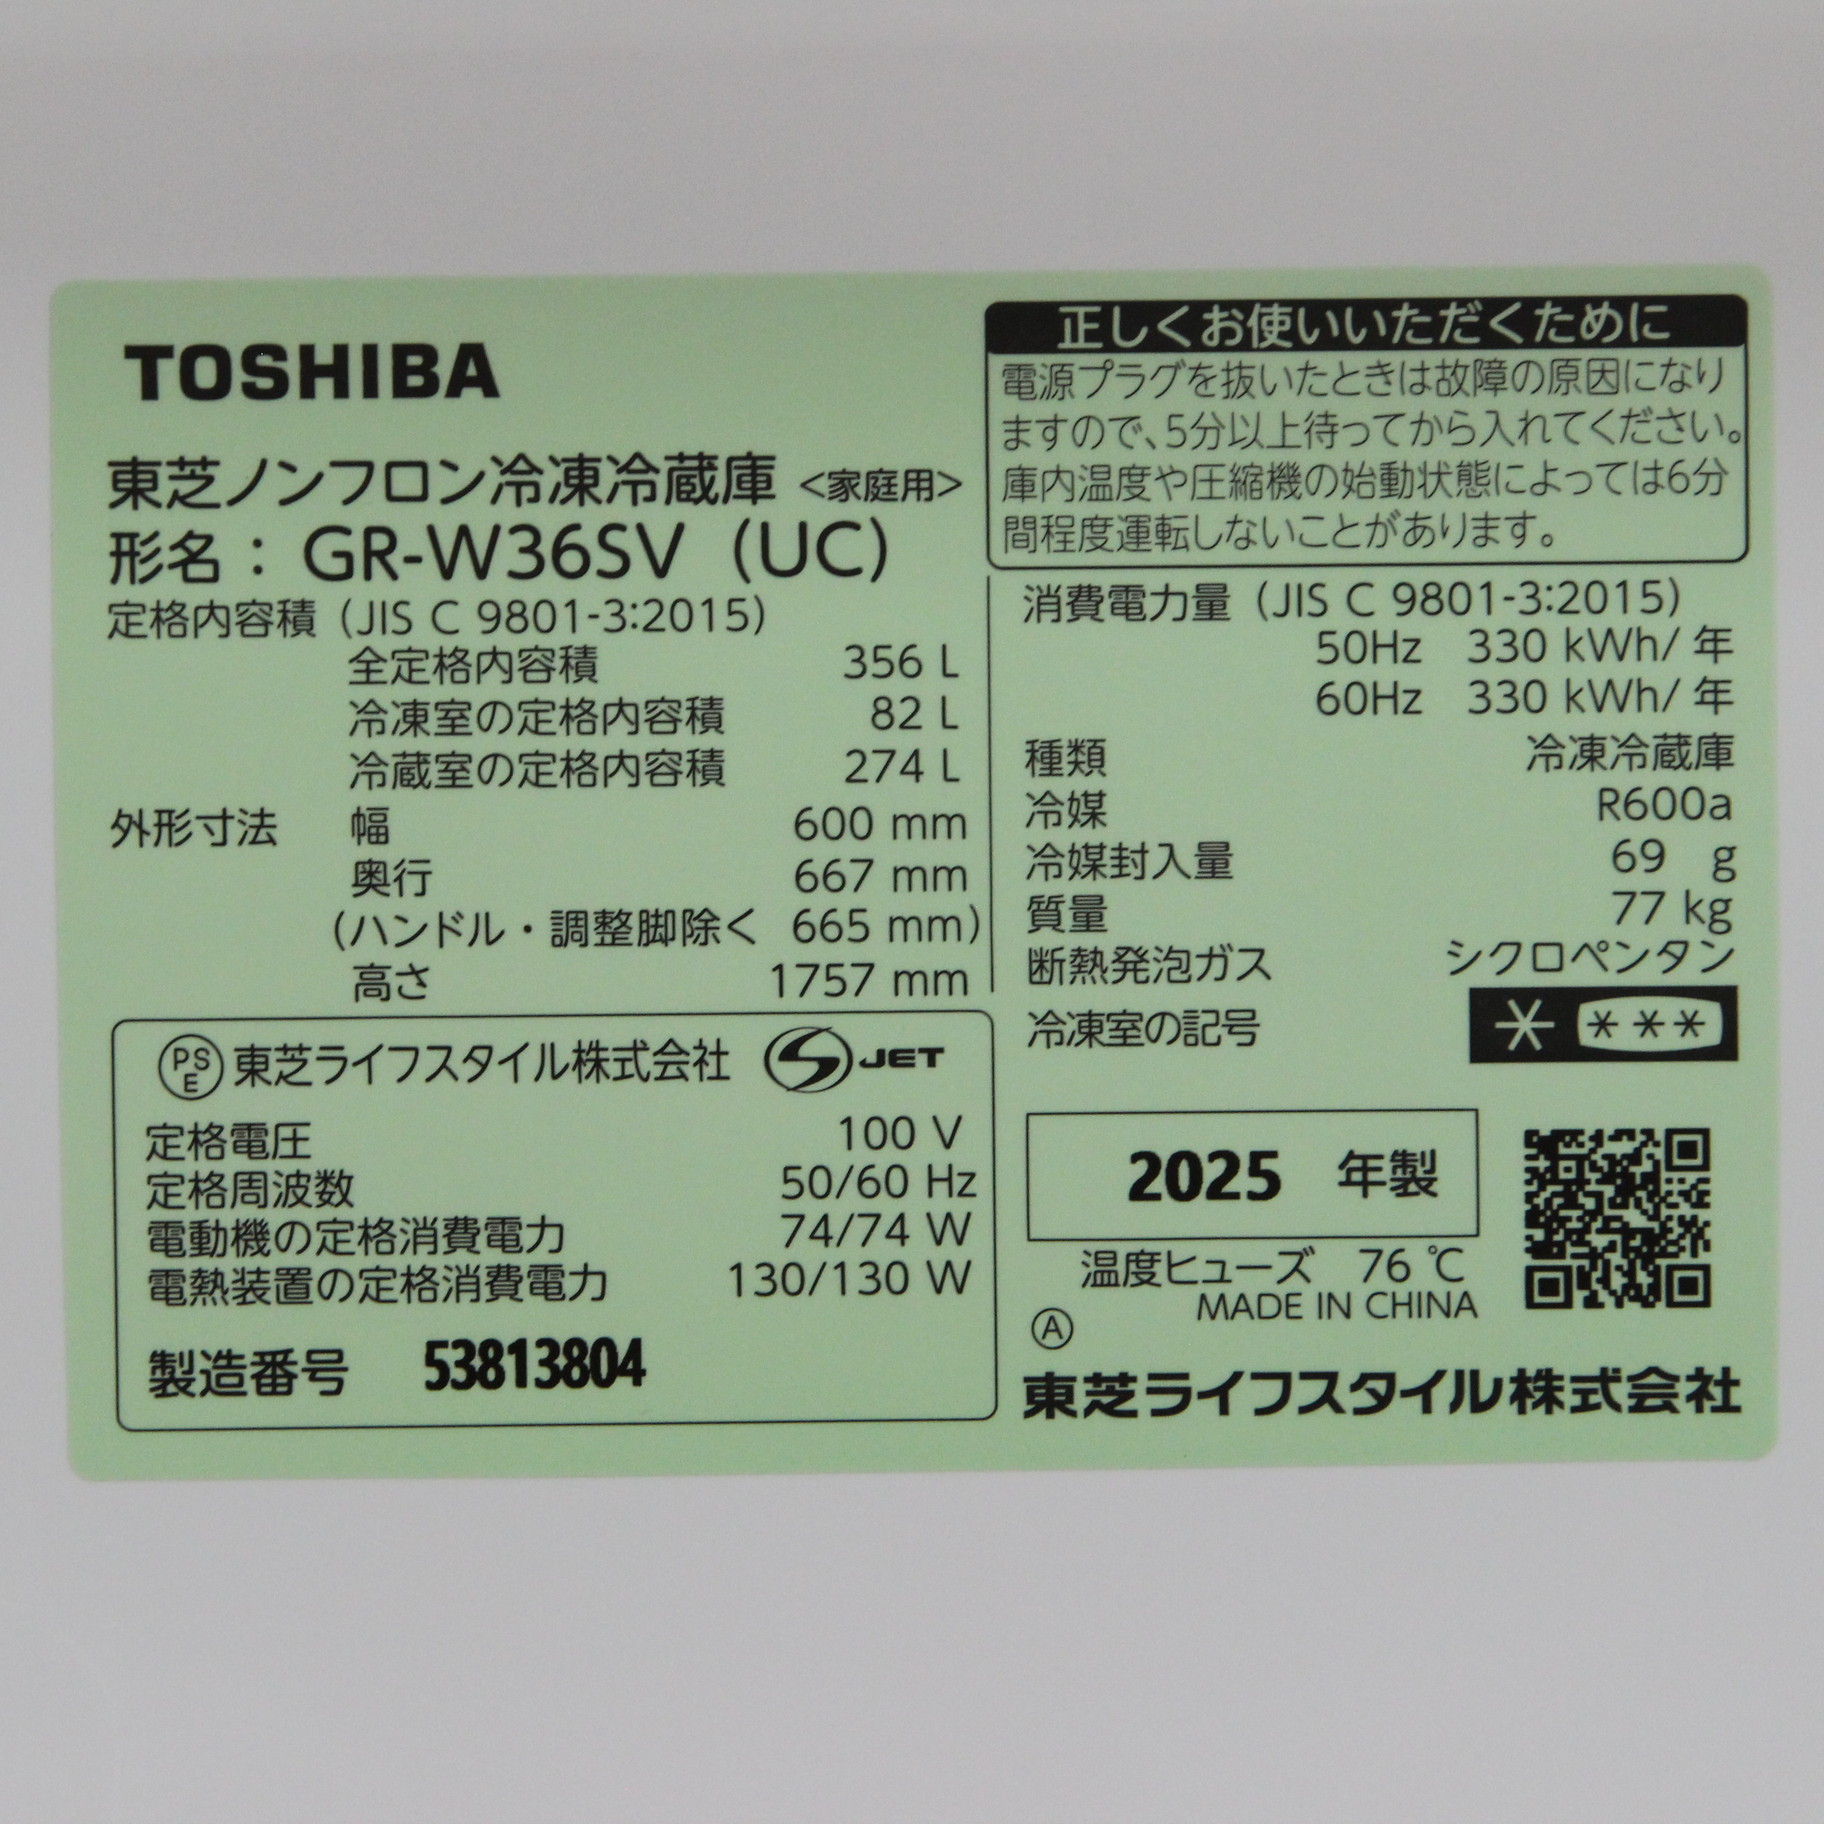 TOSHIBA
東芝ノンフロン冷凍冷蔵庫 <家庭用>
形名： GR-W36SV (UC)
定格内容積 (JIS C 9801-3:2015)
全定格内容積 356 L
冷凍室の定格内容積 82 L
冷蔵室の定格内容積 274 L
外形寸法 幅 600 mm
奥行 667 mm
(ハンドル・調整脚除く 665 mm)
高さ 1757 mm
PSE 東芝ライフスタイル株式会社 S JET
定格電圧 100 V
定格周波数 50/60 Hz
電動機の定格消費電力 74/74 W
電熱装置の定格消費電力 130/130 W
製造番号 53813804
正しくお使いいただくために
電源プラグを抜いたときは故障の原因になり
ますので、5分以上待ってから入れてください。
庫内温度や圧縮機の始動状態によっては6分
間程度運転しないことがあります。
消費電力量 (JIS C 9801-3:2015)
50Hz 330 kWh/年
60Hz 330 kWh/年
種類 冷凍冷蔵庫
冷媒 R600a
冷媒封入量 69 g
質量 77 kg
断熱発泡ガス シクロペンタン
冷凍室の記号 * ***
2025 年製
温度ヒューズ 76 ℃
MADE IN CHINA
Ⓐ
東芝ライフスタイル株式会社